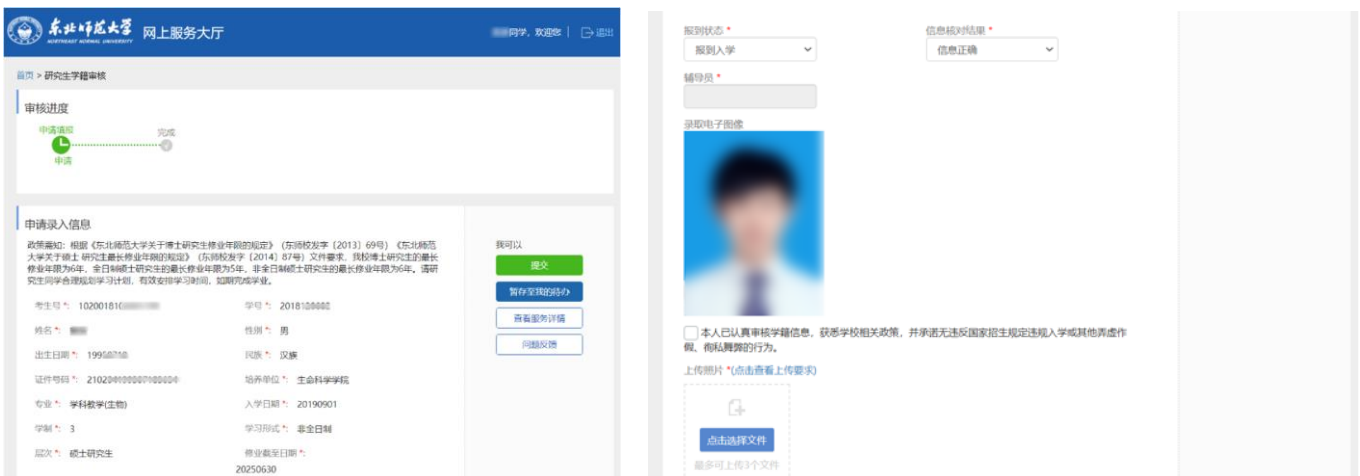 东北师范大学
NORTHEAST NORMAL UNIVERSITY
网上服务大厅
同学，欢迎您 | 退出
首页 > 研究生学籍审核
审核进度
申请填报
完成
申请
申请录入信息
政策需知：根据《东北师范大学关于博士研究生修业年限的规定》（东师校发字〔2013〕69号）《东北师范
大学关于硕士 研究生最长修业年限的规定》（东师校发字〔2014〕87号）文件要求，我校博士研究生的最长
修业年限为6年，全日制硕士研究生的最长修业年限为5年，非全日制硕士研究生的最长修业年限为6年。请研
究生同学合理规划学习计划，有效安排学习时间，如期完成学业。
考生号 *: 102001810
学号 *: 2018
姓名 *:
性别 *: 男
出生日期 *: 1995
民族 *: 汉族
证件号码 *: 2102
培养单位 *: 生命科学学院
专业 *: 学科教学(生物)
入学日期 *: 20190901
学制 *: 3
学习形式 *: 非全日制
层次 *: 硕士研究生
修业截至日期 *:
20250630
我可以
提交
暂存至我的待办
查看服务详情
问题反馈
报到状态 *
信息核对结果 *
报到入学
信息正确
辅导员 *
录取电子图像
本人已认真审核学籍信息，获悉学校相关政策，并承诺无违反国家招生规定违规入学或其他弄虚作
假、徇私舞弊的行为。
上传照片 *(点击查看上传要求)
点击选择文件
最多可上传3个文件